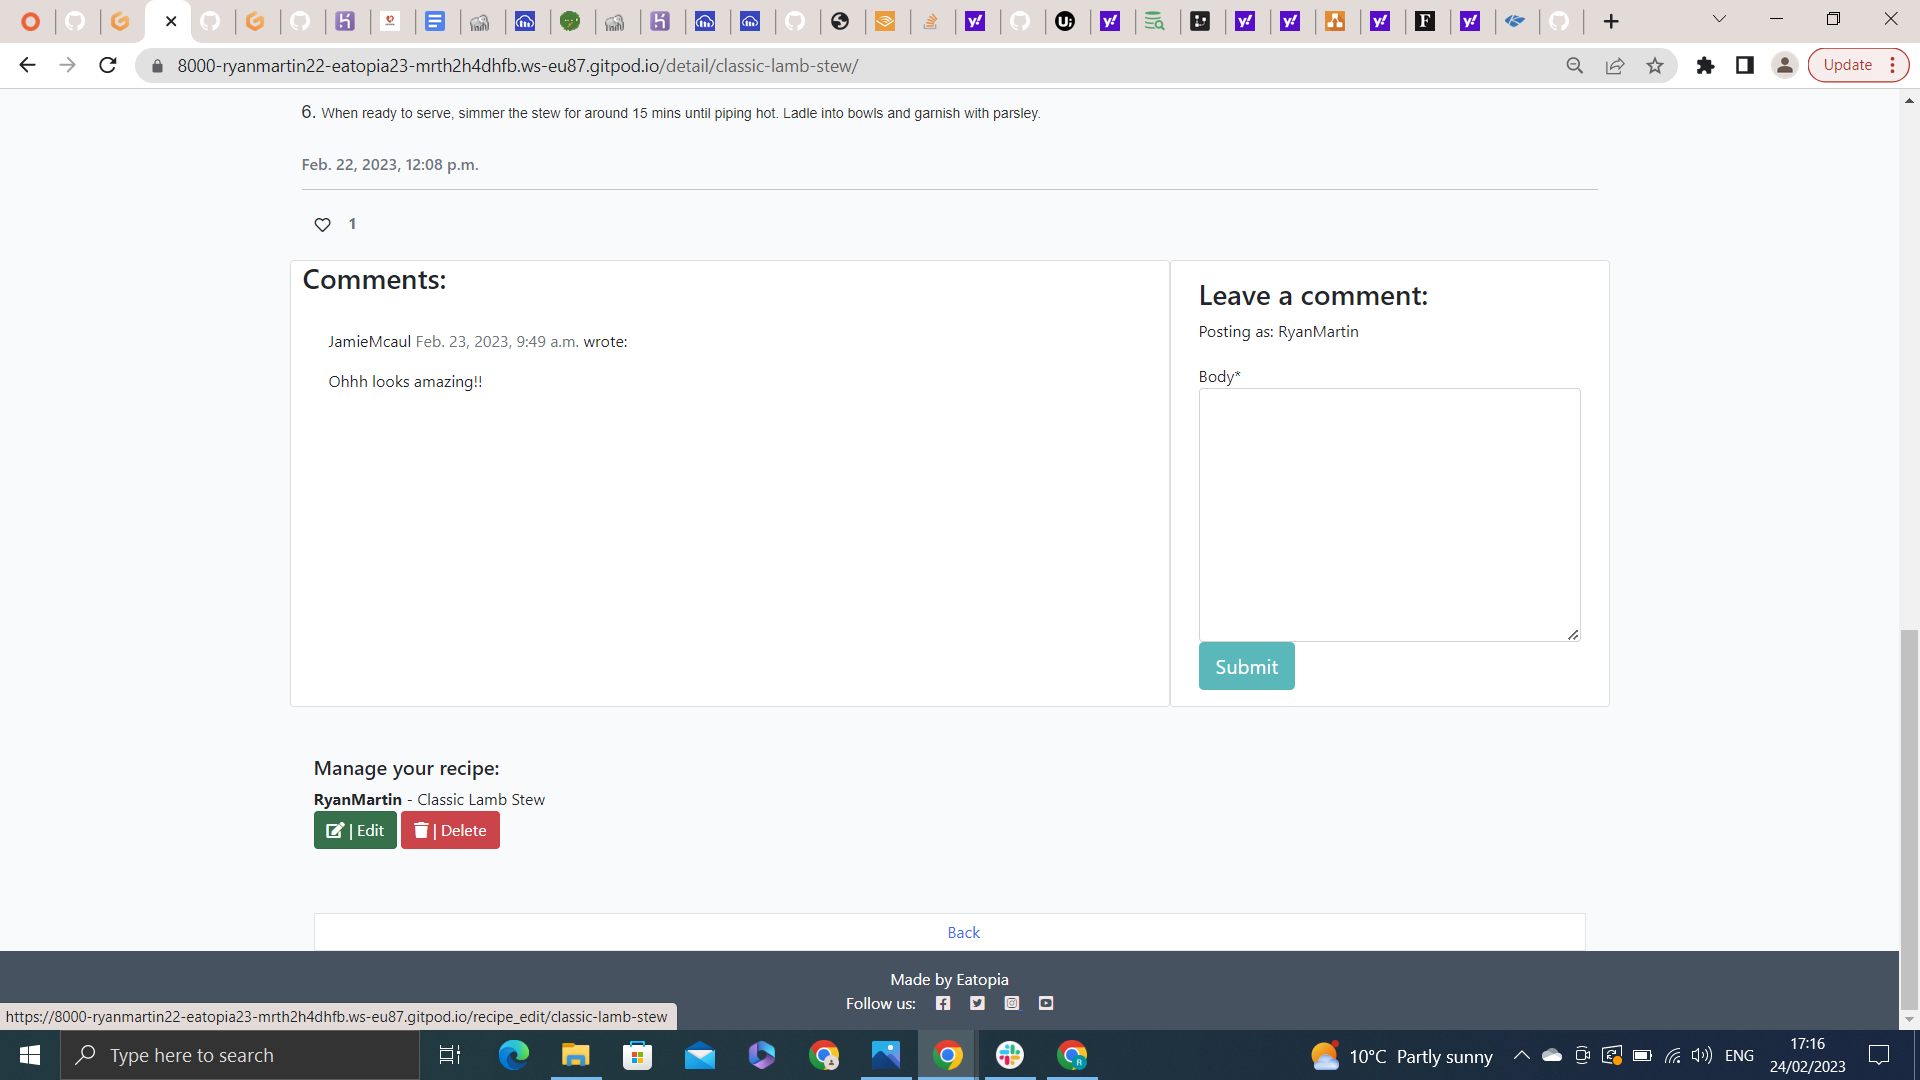 8000-ryanmartin22-eatopia23-mrth2h4dhfb.ws-eu87.gitpod.io/detail/classic-lamb-stew/
Update
6. When ready to serve, simmer the stew for around 15 mins until piping hot. Ladle into bowls and garnish with parsley.
Feb. 22, 2023, 12:08 p.m.
1
Comments:
JamieMcaul Feb. 23, 2023, 9:49 a.m. wrote:
Ohhh looks amazing!!
Leave a comment:
Posting as: RyanMartin
Body*
Submit
Manage your recipe:
RyanMartin - Classic Lamb Stew
| Edit
| Delete
Back
Made by Eatopia
Follow us:
https://8000-ryanmartin22-eatopia23-mrth2h4dhfb.ws-eu87.gitpod.io/recipe_edit/classic-lamb-stew
Type here to search
10°C Partly sunny
ENG
17:16
24/02/2023